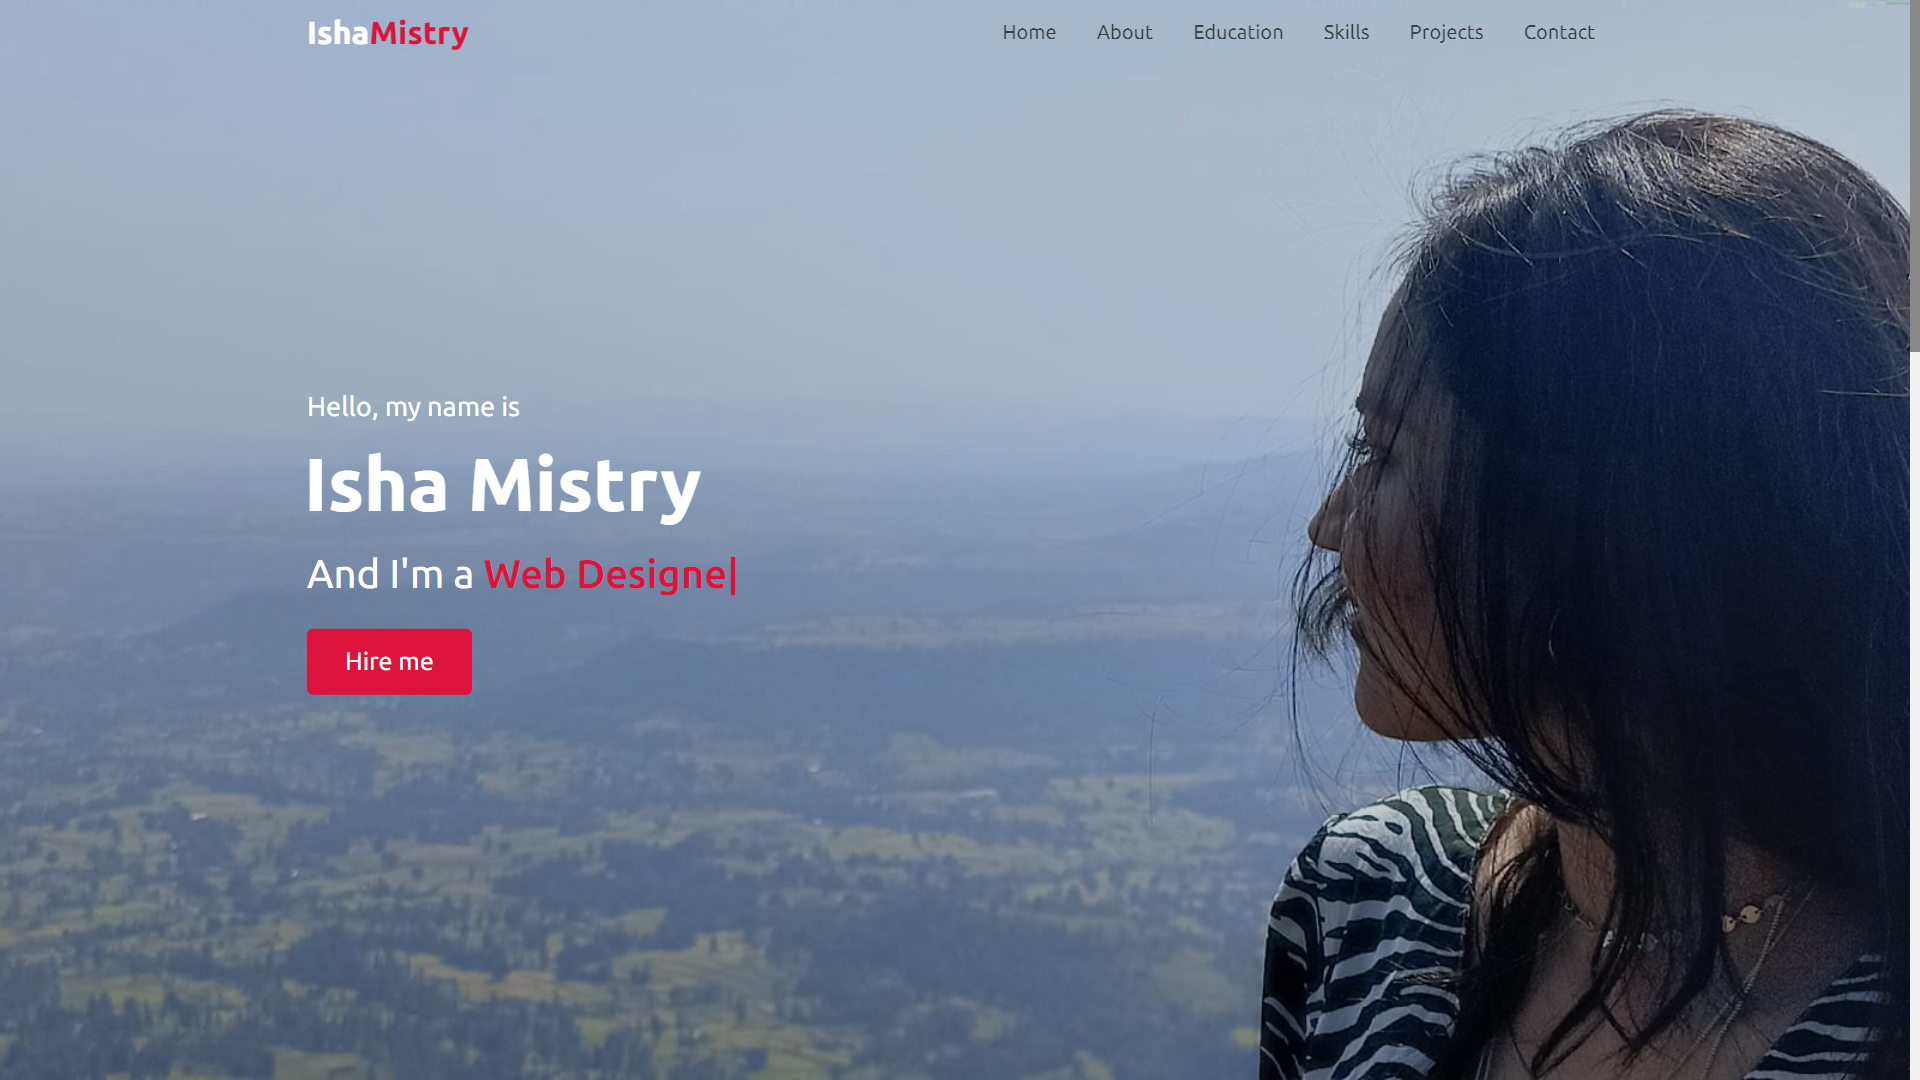 IshaMistry
Home About Education Skills Projects Contact
Hello, my name is
Isha Mistry
And I'm a Web Designe|
Hire me